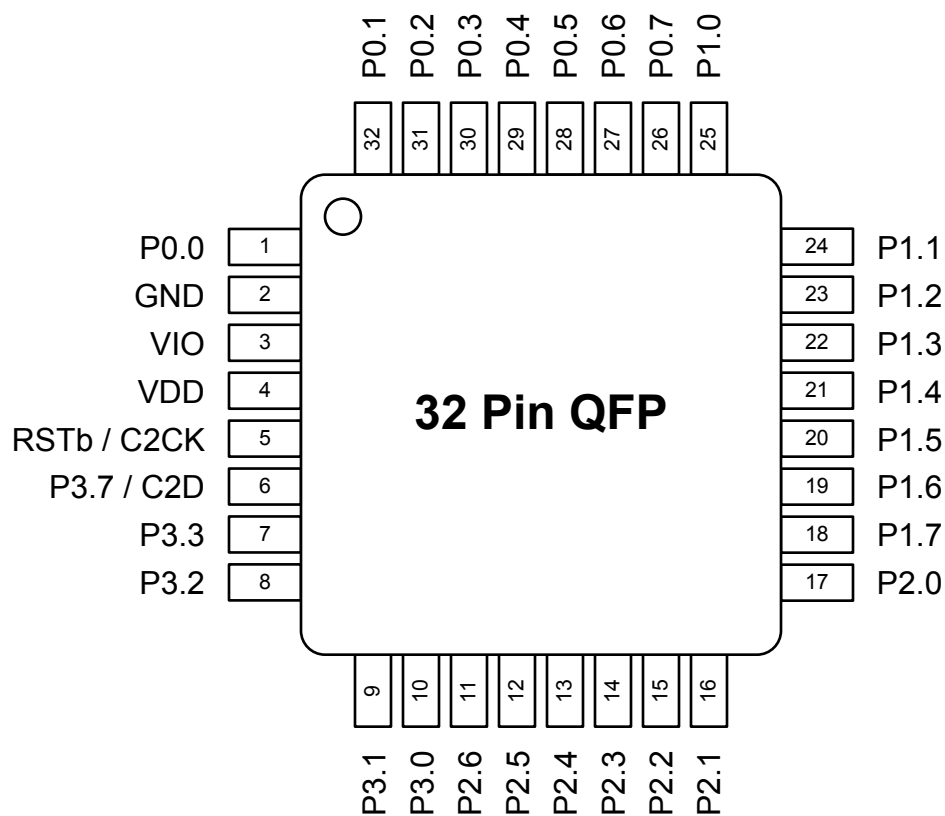 P0.1 P0.2 P0.3 P0.4 P0.5 P0.6 P0.7 P1.0
32 31 30 29 28 27 26 25
P0.0 1 24 P1.1
GND 2 23 P1.2
VIO 3 22 P1.3
VDD 4 21 P1.4
32 Pin QFP
RSTb / C2CK 5 20 P1.5
P3.7 / C2D 6 19 P1.6
P3.3 7 18 P1.7
P3.2 8 17 P2.0
9 10 11 12 13 14 15 16
P3.1 P3.0 P2.6 P2.5 P2.4 P2.3 P2.2 P2.1